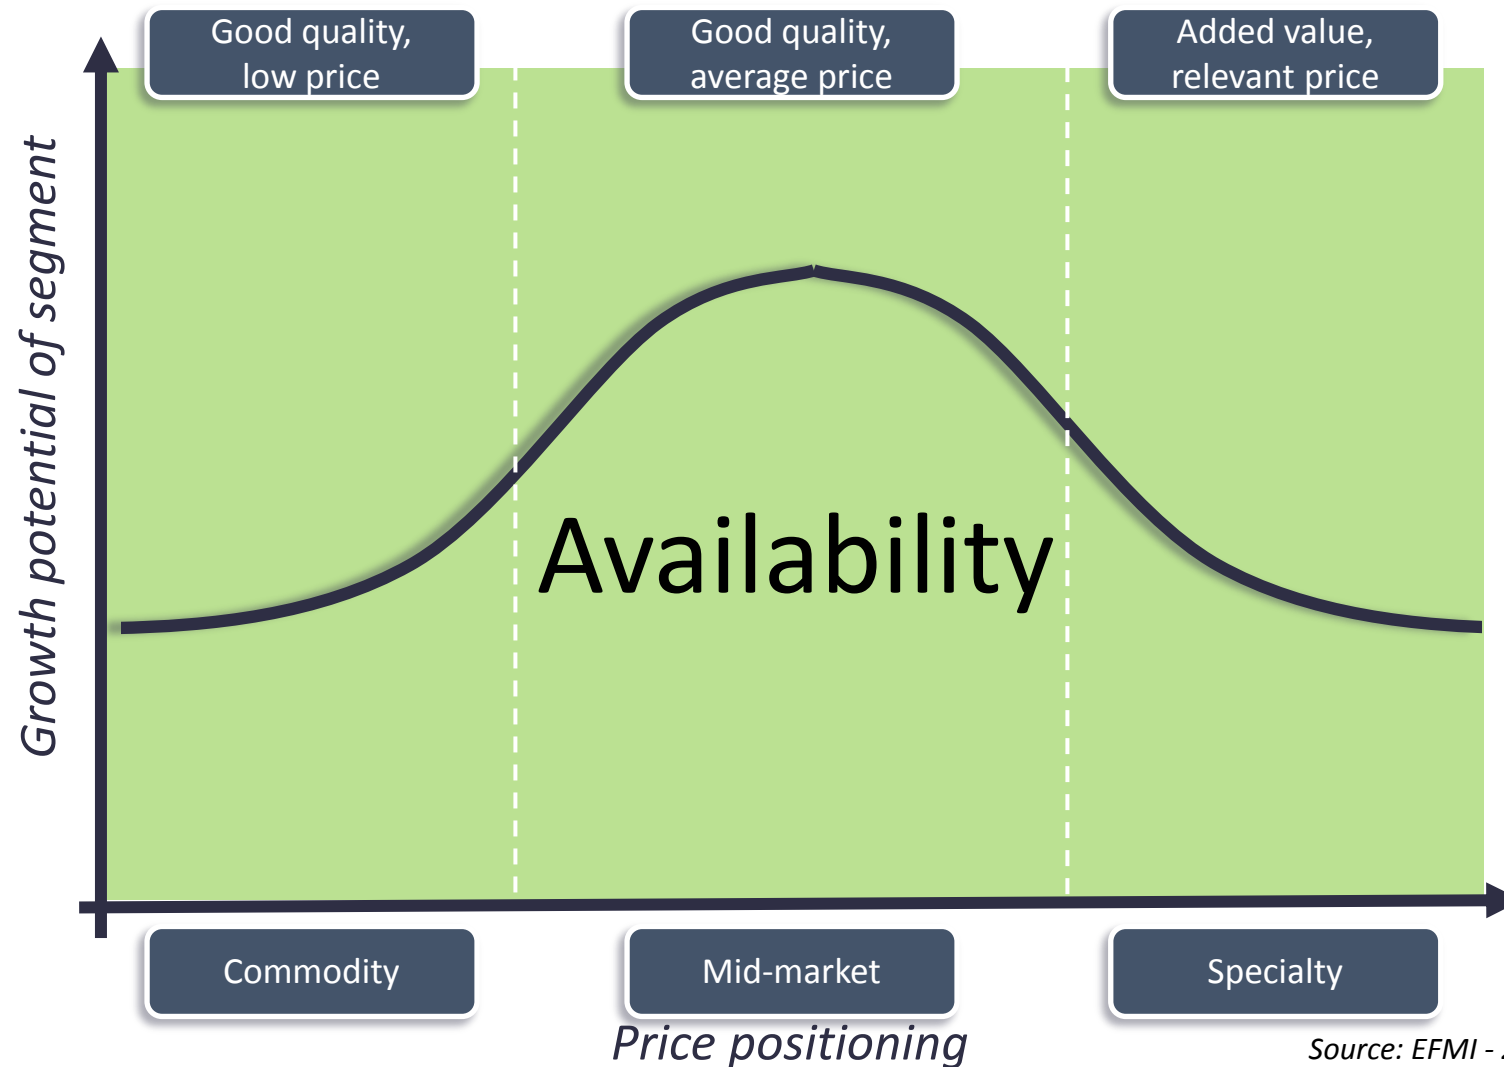 Good quality,
low price
Good quality,
average price
Added value,
relevant price
Growth potential of segment
Availability
Commodity
Mid-market
Specialty
Price positioning
Source: EFMI -